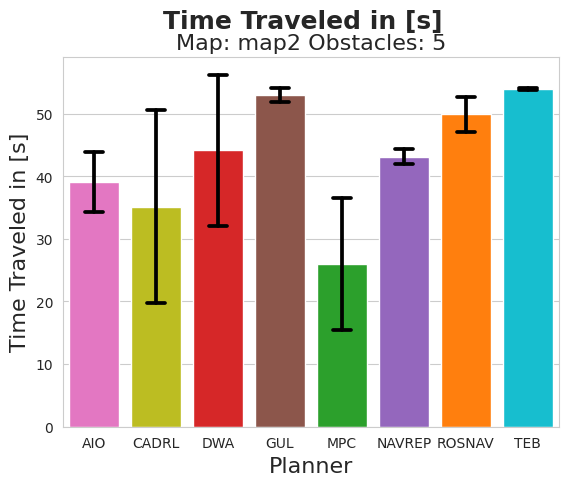 Time Traveled in [s]
Map: map2 Obstacles: 5
Time Traveled in [s]
50
40
30
20
10
0
AIO CADRL DWA GUL MPC NAVREP ROSNAV TEB
Planner